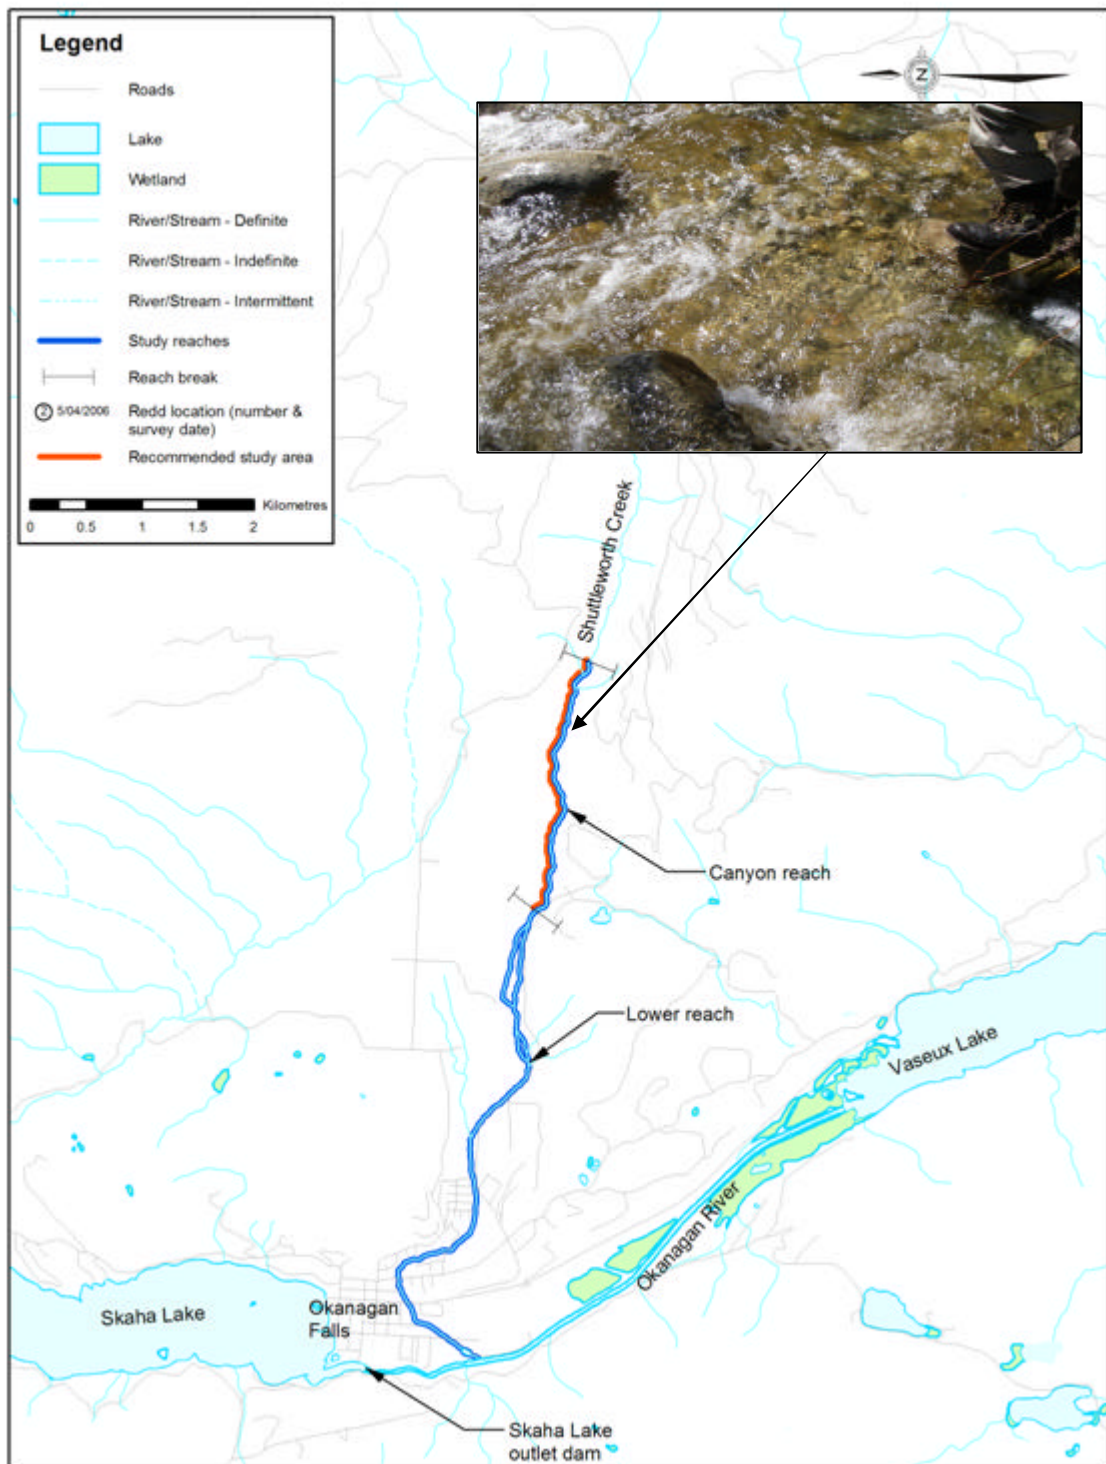 Legend
Roads
Lake
Wetland
River/Stream - Definite
River/Stream - Indefinite
River/Stream - Intermittent
Study reaches
Reach break
2 5/04/2006 Redd location (number &
survey date)
Recommended study area
Kilometres
0 0.5 1 1.5 2
N
Shuttleworth Creek
Canyon reach
Lower reach
Vaseux Lake
Okanagan River
Skaha Lake
Okanagan
Falls
Skaha Lake
outlet dam